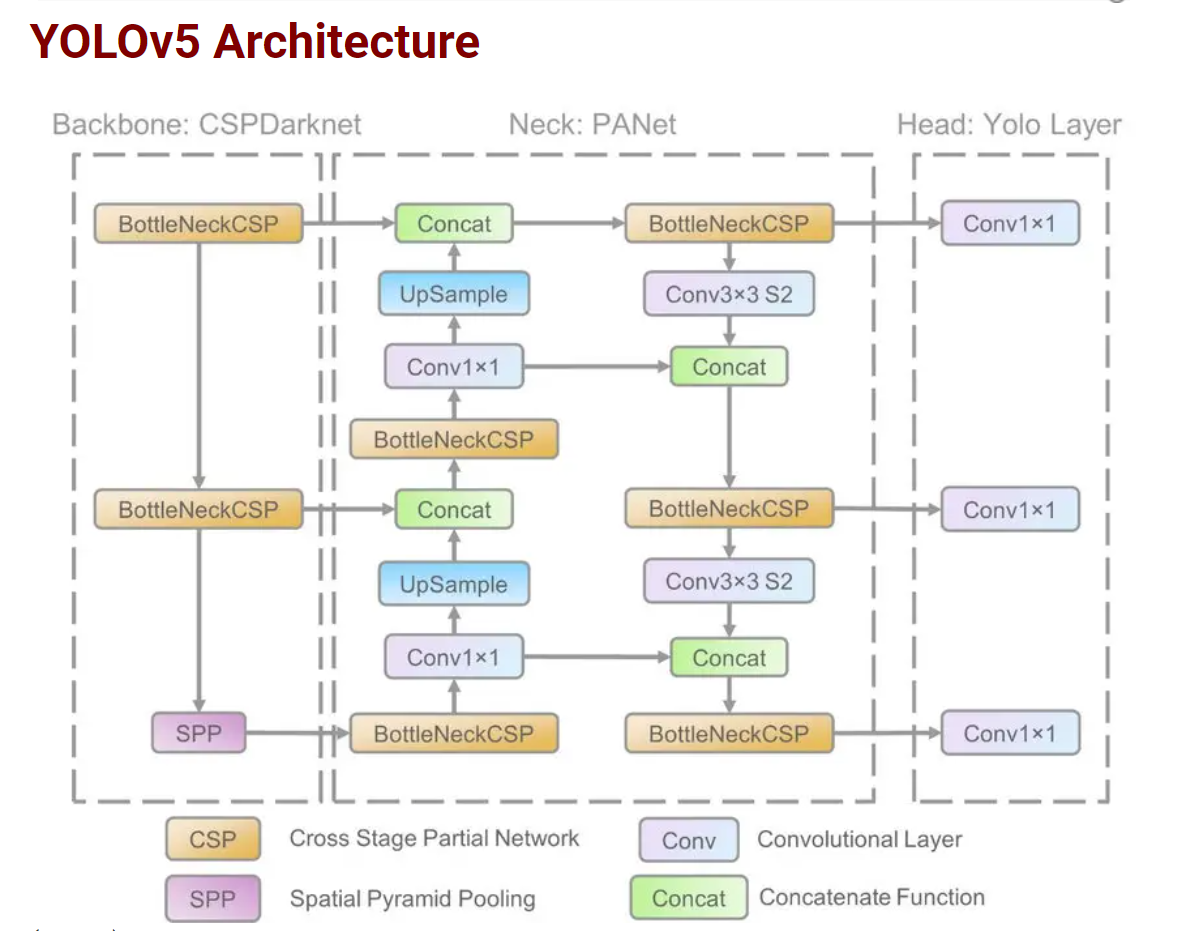 YOLOv5 Architecture
Backbone: CSPDarknet
Neck: PANet
Head: Yolo Layer
BottleNeckCSP
Concat
BottleNeckCSP
Conv1×1
UpSample
Conv3×3 S2
Conv1×1
Concat
BottleNeckCSP
BottleNeckCSP
Concat
BottleNeckCSP
Conv1×1
UpSample
Conv3×3 S2
Conv1×1
Concat
SPP
BottleNeckCSP
BottleNeckCSP
Conv1×1
CSP
Cross Stage Partial Network
Conv
Convolutional Layer
SPP
Spatial Pyramid Pooling
Concat
Concatenate Function